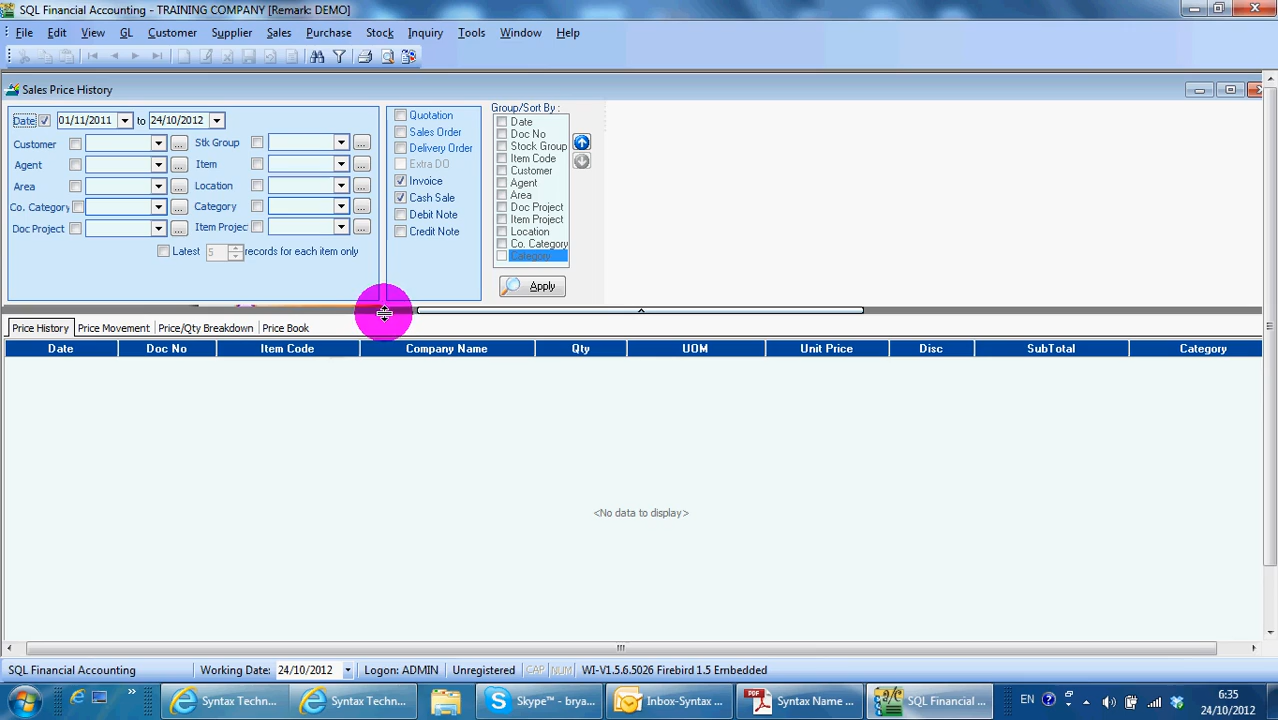 SQL Financial Accounting - TRAINING COMPANY [Remark: DEMO]
File Edit View GL Customer Supplier Sales Purchase Stock Inquiry Tools Window Help
Sales Price History
Date 01/11/2011 to 24/10/2012
Customer ... Stk Group ...
Agent ... Item ...
Area ... Location ...
Co. Category ... Category ...
Doc Project ... Item Projec ...
Latest 5 records for each item only
Quotation
Sales Order
Delivery Order
Extra DO
Invoice
Cash Sale
Debit Note
Credit Note
Group/Sort By :
Date
Doc No
Stock Group
Item Code
Customer
Agent
Area
Doc Project
Item Project
Location
Co. Category
Category
Apply
Price History Price Movement Price/Qty Breakdown Price Book
Date Doc No Item Code Company Name Qty UOM Unit Price Disc SubTotal Category
<No data to display>
SQL Financial Accounting Working Date: 24/10/2012 Logon: ADMIN Unregistered CAP NUM WI-V1.5.6.5026 Firebird 1.5 Embedded
Syntax Techn... Syntax Techn... Skype™ - brya... Inbox-Syntax ... Syntax Name ... SQL Financial ... EN 6:35
24/10/2012